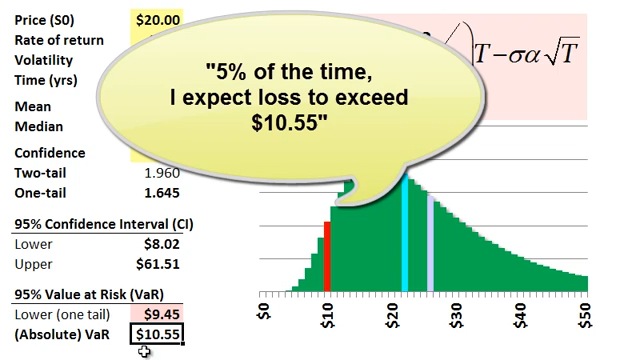 Price (S0) $20.00
Rate of return
Volatility
Time (yrs)
Mean
Median
Confidence
Two-tail 1.960
One-tail 1.645
95% Confidence Interval (CI)
Lower $8.02
Upper $61.51
95% Value at Risk (VaR)
Lower (one tail) $9.45
(Absolute) VaR $10.55
"5% of the time,
I expect loss to exceed
$10.55"
T−σα√T
$0 $10 $20 $30 $40 $50